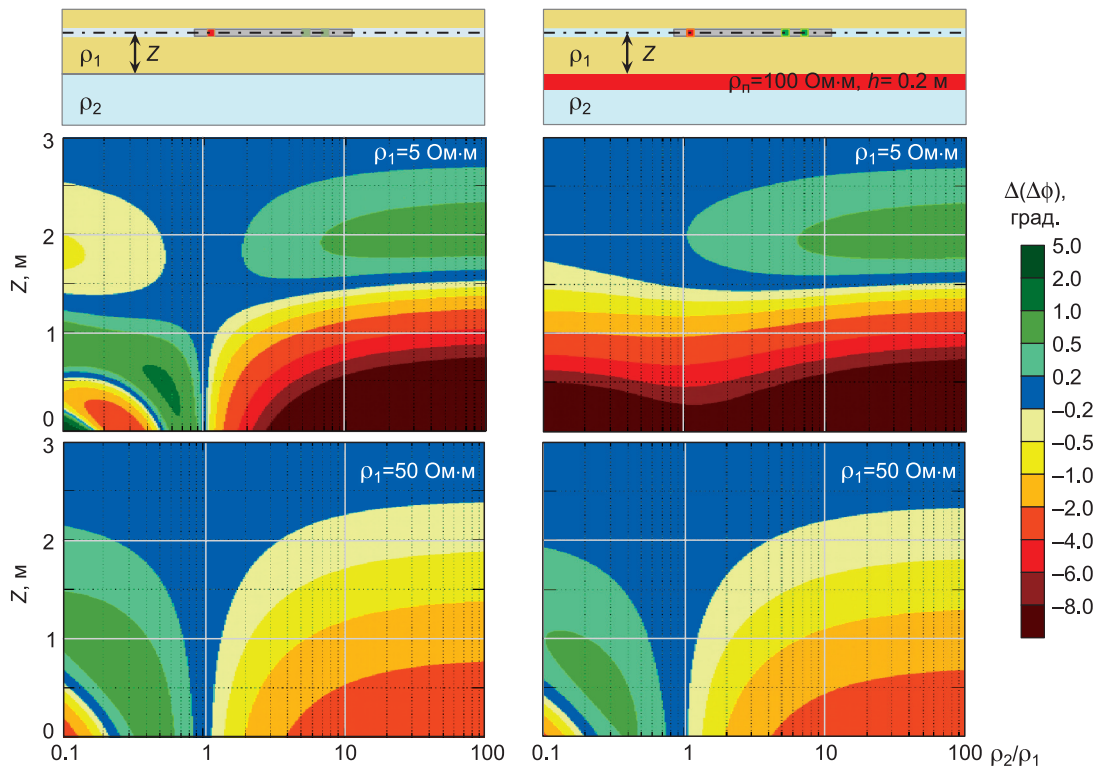 ρ1
Z
ρ2
ρ1
Z
ρп=100 Ом·м, h= 0.2 м
ρ2
3
2
1
0
Z, м
ρ1=5 Ом·м
ρ1=5 Ом·м
Δ(Δϕ),
град.
5.0
2.0
1.0
0.5
0.2
–0.2
–0.5
–1.0
–2.0
–4.0
–6.0
–8.0
3
2
1
0
Z, м
ρ1=50 Ом·м
ρ1=50 Ом·м
0.1 1 10 100
0.1 1 10 100 ρ2/ρ1